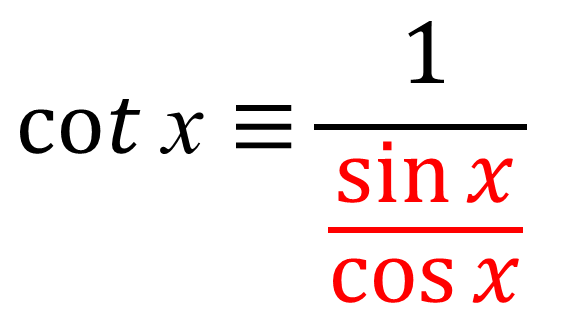 cot x ≡ 1
sin x
cos x